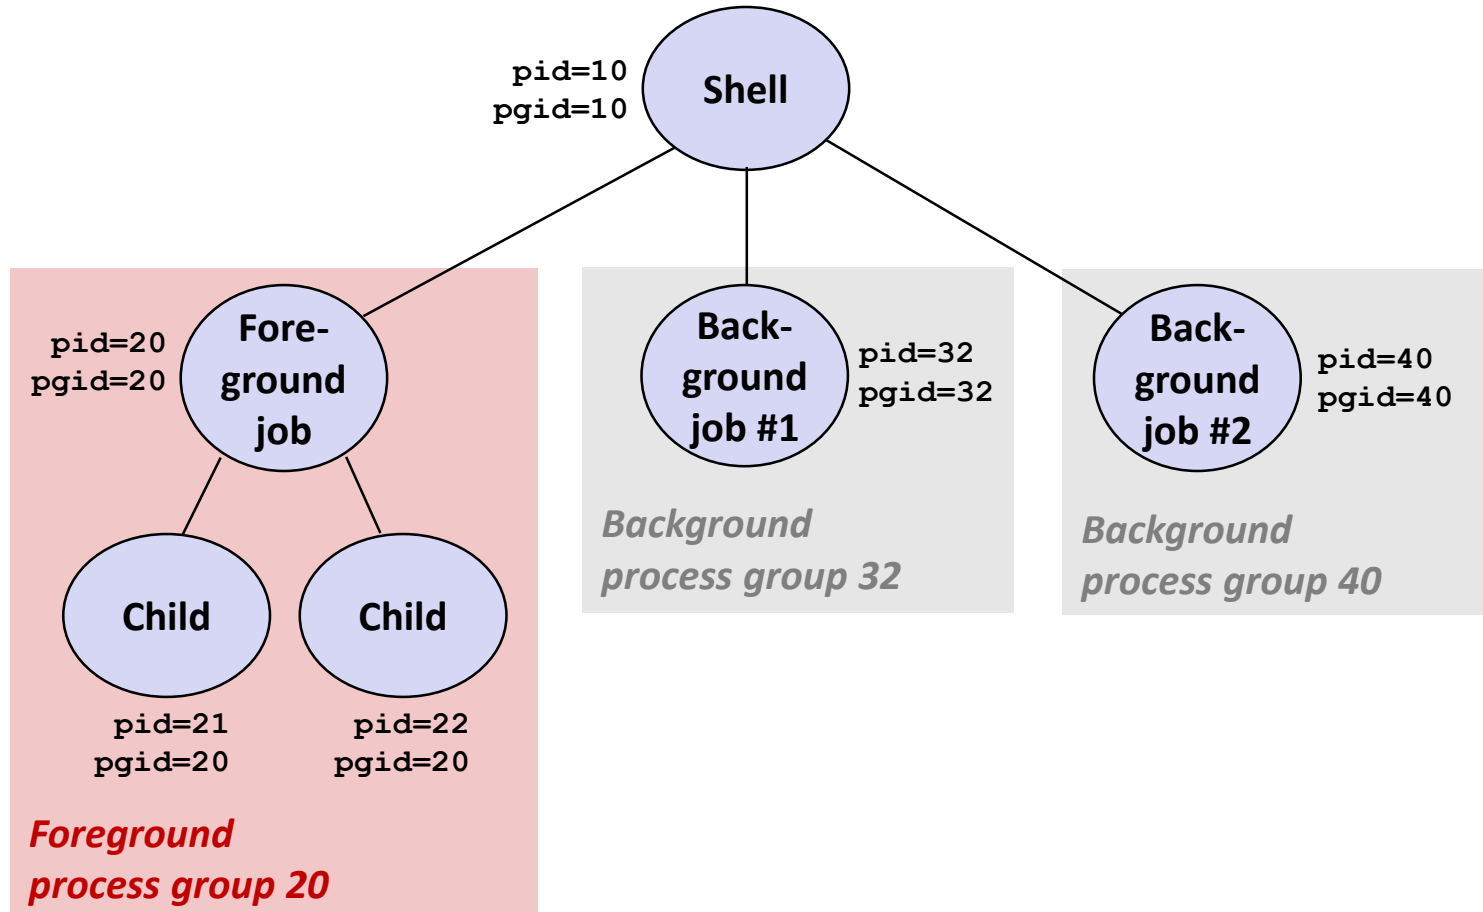 pid=10
pgid=10
Shell
pid=20
pgid=20
Fore-
ground
job
Back-
ground
job #1
pid=32
pgid=32
Back-
ground
job #2
pid=40
pgid=40
Background
process group 32
Background
process group 40
Child
Child
pid=21
pgid=20
pid=22
pgid=20
Foreground
process group 20